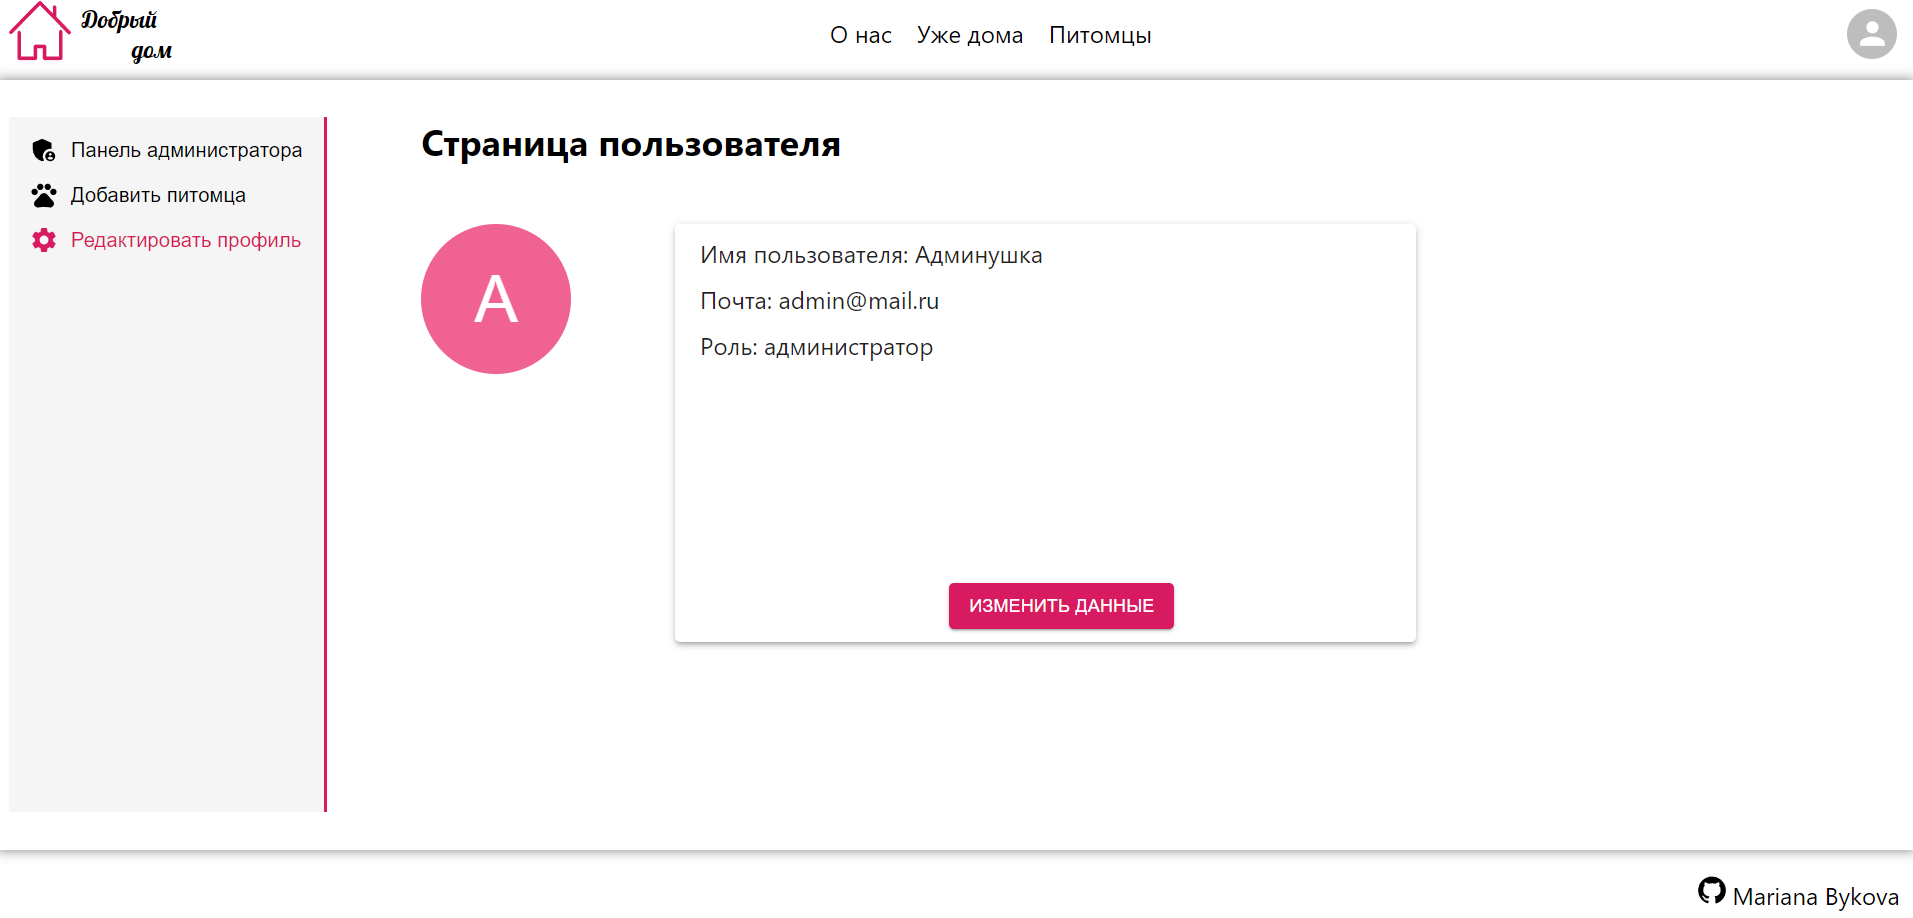 Добрый
дом
О нас Уже дома Питомцы
Панель администратора
Добавить питомца
Редактировать профиль
Страница пользователя
A
Имя пользователя: Админушка
Почта: admin@mail.ru
Роль: администратор
ИЗМЕНИТЬ ДАННЫЕ
Mariana Bykova